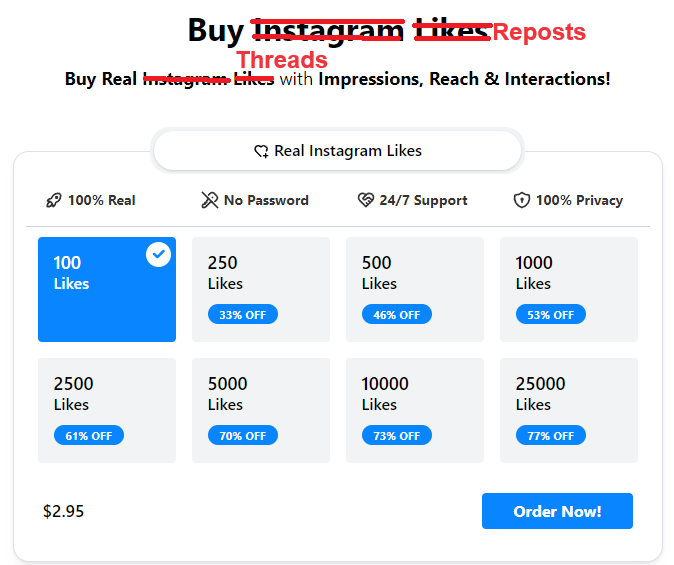 Buy Instagram Likes Reposts
Threads
Buy Real Instagram Likes with Impressions, Reach & Interactions!
Real Instagram Likes
100% Real No Password 24/7 Support 100% Privacy
100 250 500 1000
Likes Likes Likes Likes
33% OFF 46% OFF 53% OFF
2500 5000 10000 25000
Likes Likes Likes Likes
61% OFF 70% OFF 73% OFF 77% OFF
$2.95 Order Now!